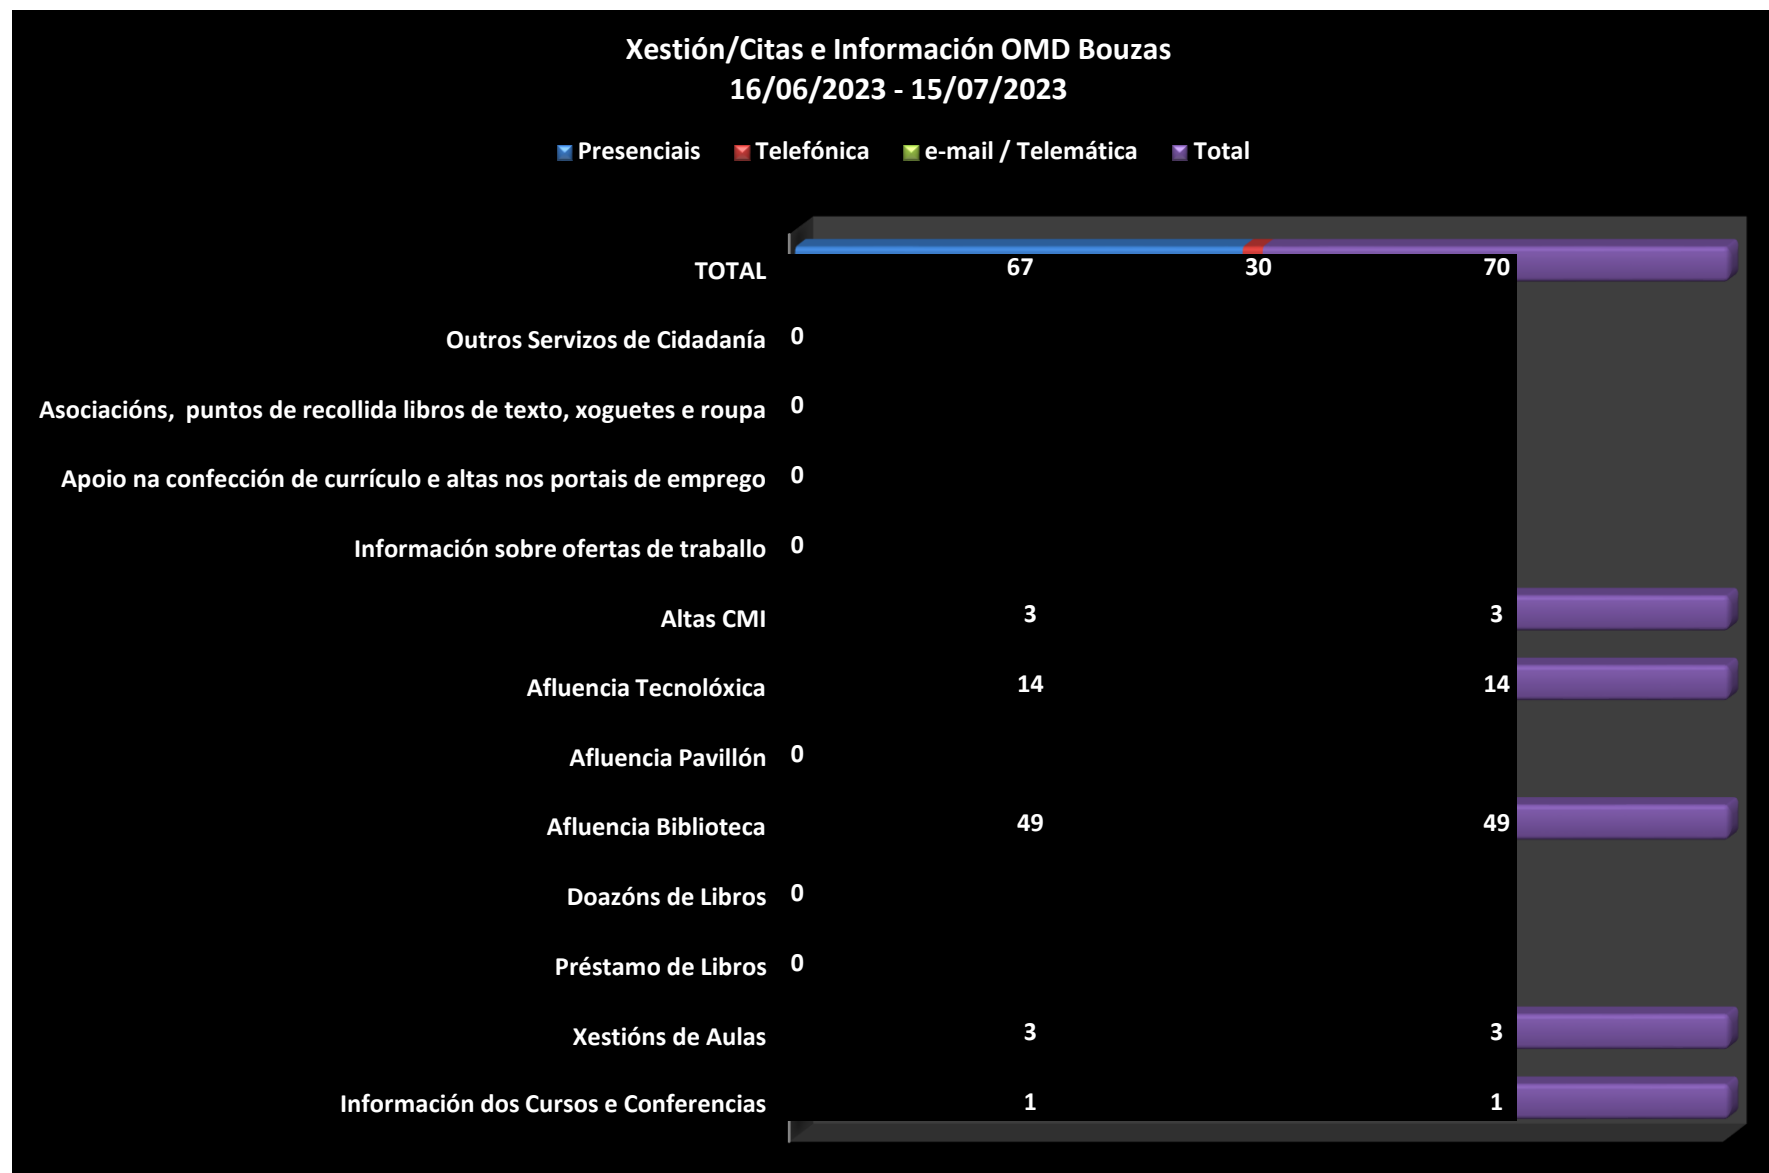 Xestión/Citas e Información OMD Bouzas
16/06/2023 - 15/07/2023
Presenciais Telefónica e-mail / Telemática Total
TOTAL 67 30 70
Outros Servizos de Cidadanía 0
Asociacións, puntos de recollida libros de texto, xoguetes e roupa 0
Apoio na confección de currículo e altas nos portais de emprego 0
Información sobre ofertas de traballo 0
Altas CMI 3 3
Afluencia Tecnolóxica 14 14
Afluencia Pavillón 0
Afluencia Biblioteca 49 49
Doazóns de Libros 0
Préstamo de Libros 0
Xestións de Aulas 3 3
Información dos Cursos e Conferencias 1 1